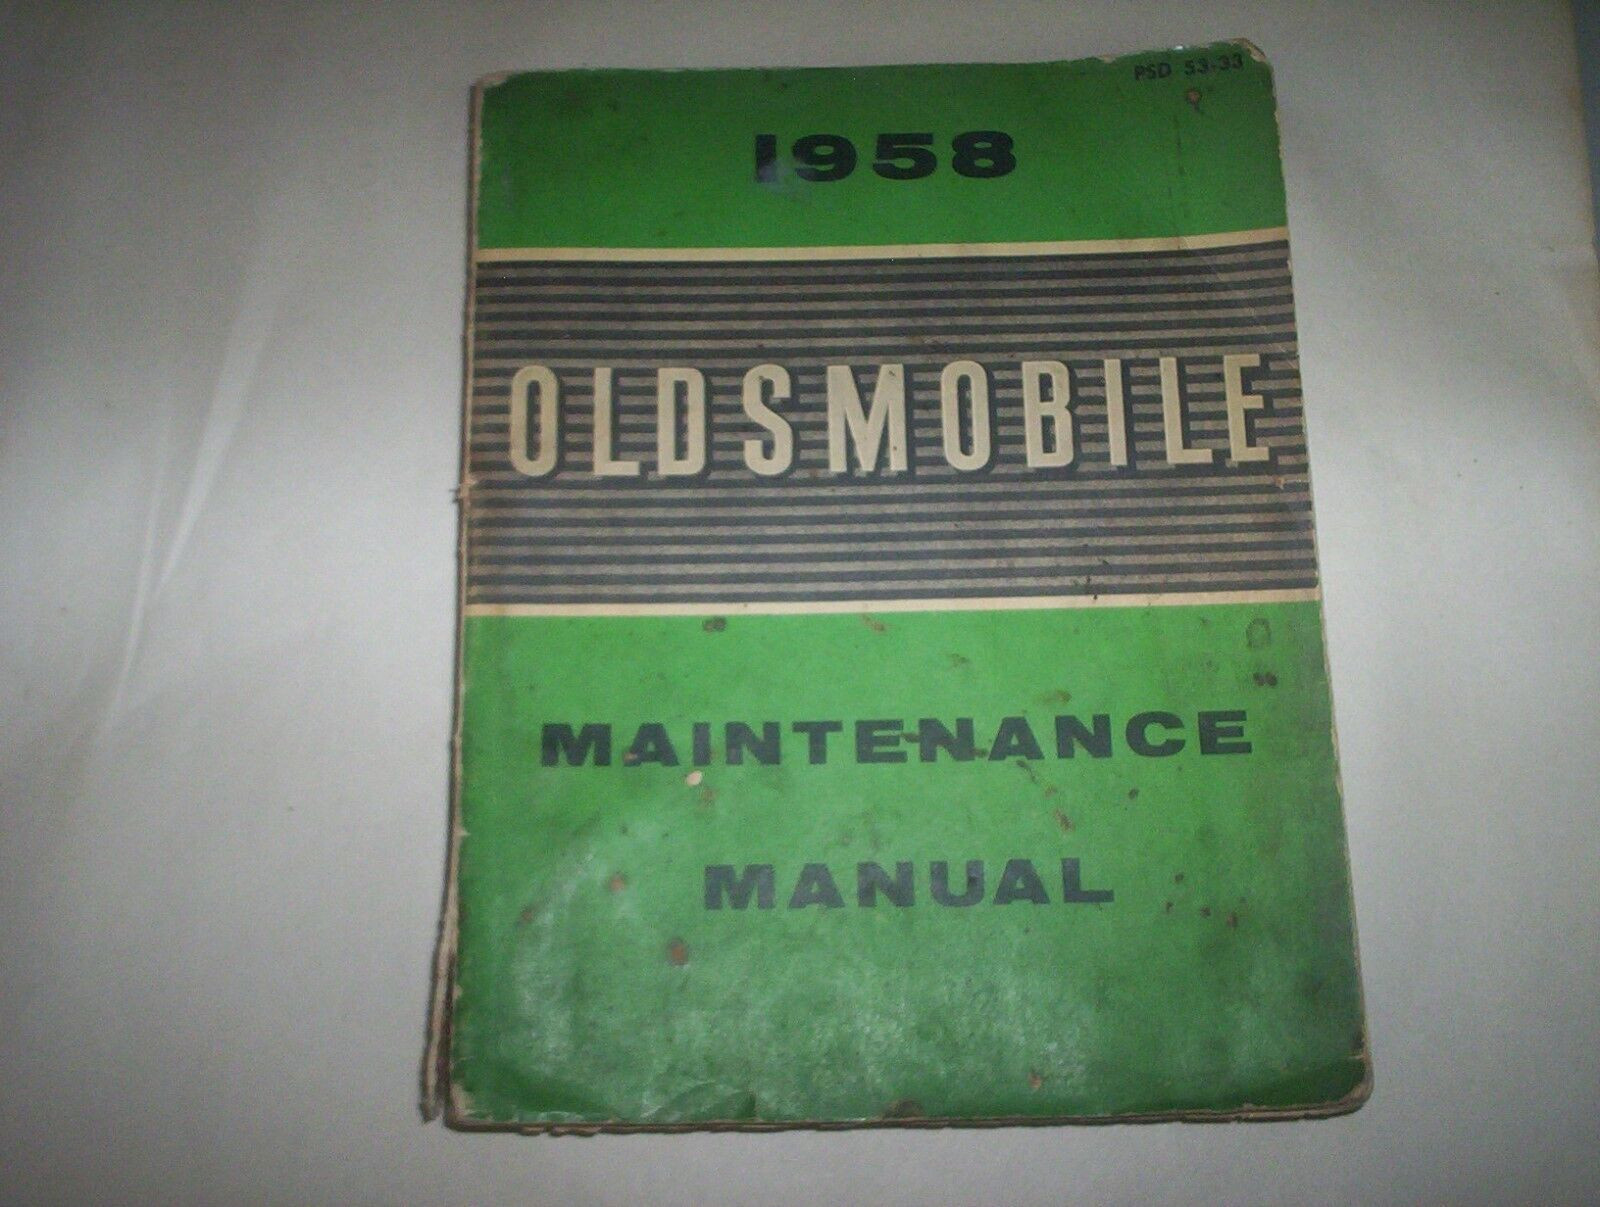 PSD 53-33
1958
OLDSMOBILE
MAINTENANCE
MANUAL